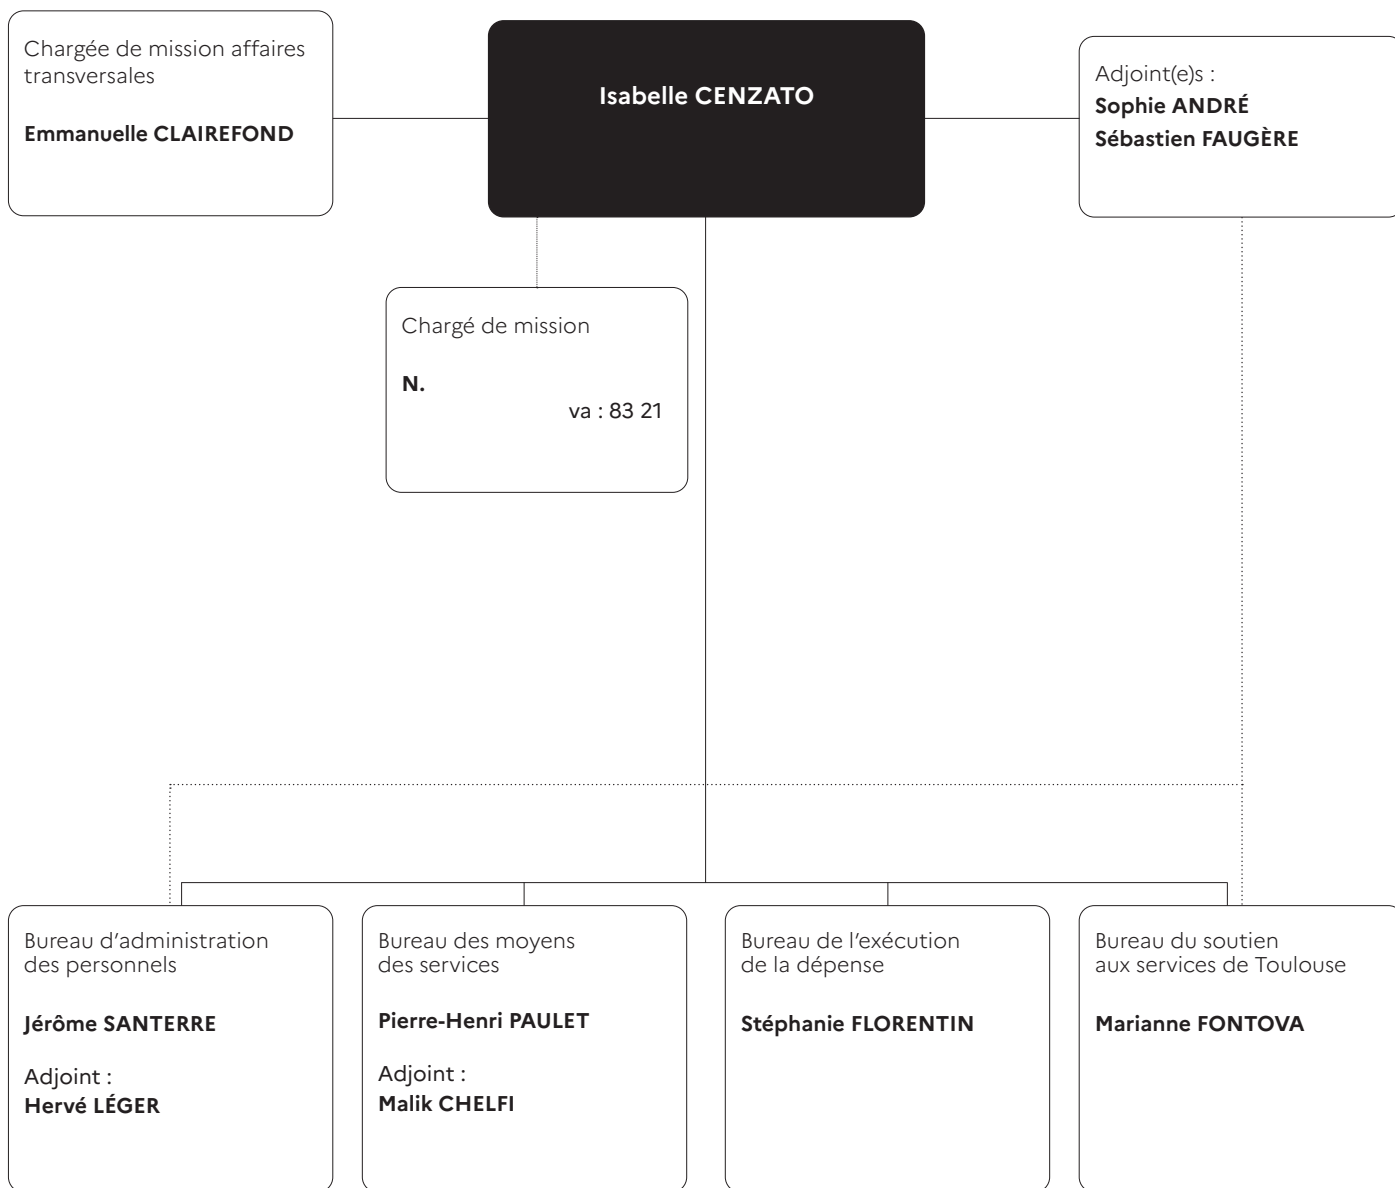 Chargée de mission affaires
transversales
Emmanuelle CLAIREFOND
Isabelle CENZATO
Adjoint(e)s :
Sophie ANDRÉ
Sébastien FAUGÈRE
Chargé de mission
N.
va : 83 21
Bureau d'administration
des personnels
Jérôme SANTERRE
Adjoint :
Hervé LÉGER
Bureau des moyens
des services
Pierre-Henri PAULET
Adjoint :
Malik CHELFI
Bureau de l'exécution
de la dépense
Stéphanie FLORENTIN
Bureau du soutien
aux services de Toulouse
Marianne FONTOVA